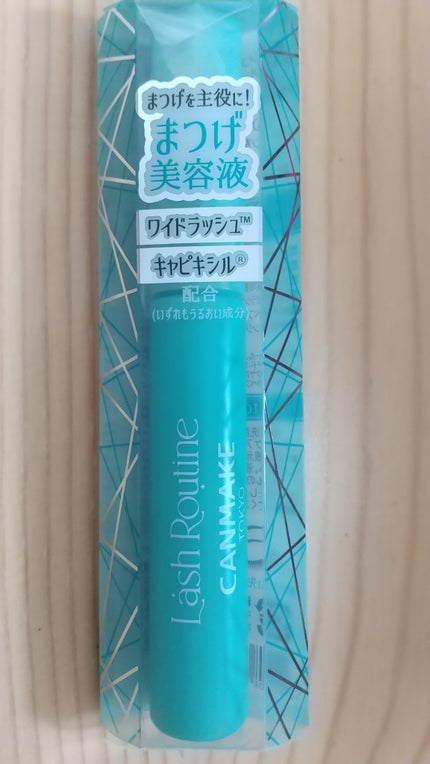 まつげを主役に!
まつげ
美容液
ワイドラッシュ™
キャピキシル®
配合
(いずれもうるおい成分)
Lash Routine
CANMAKE
TOKYO